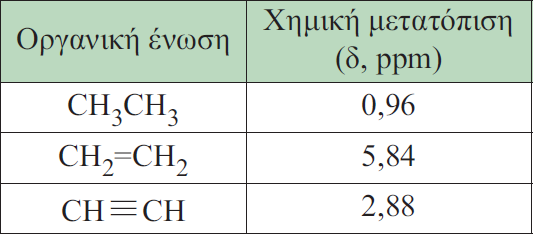 Οργανική ένωση
Χημική μετατόπιση
(δ, ppm)
CH₃CH₃
0,96
CH₂=CH₂
5,84
CH≡CH
2,88